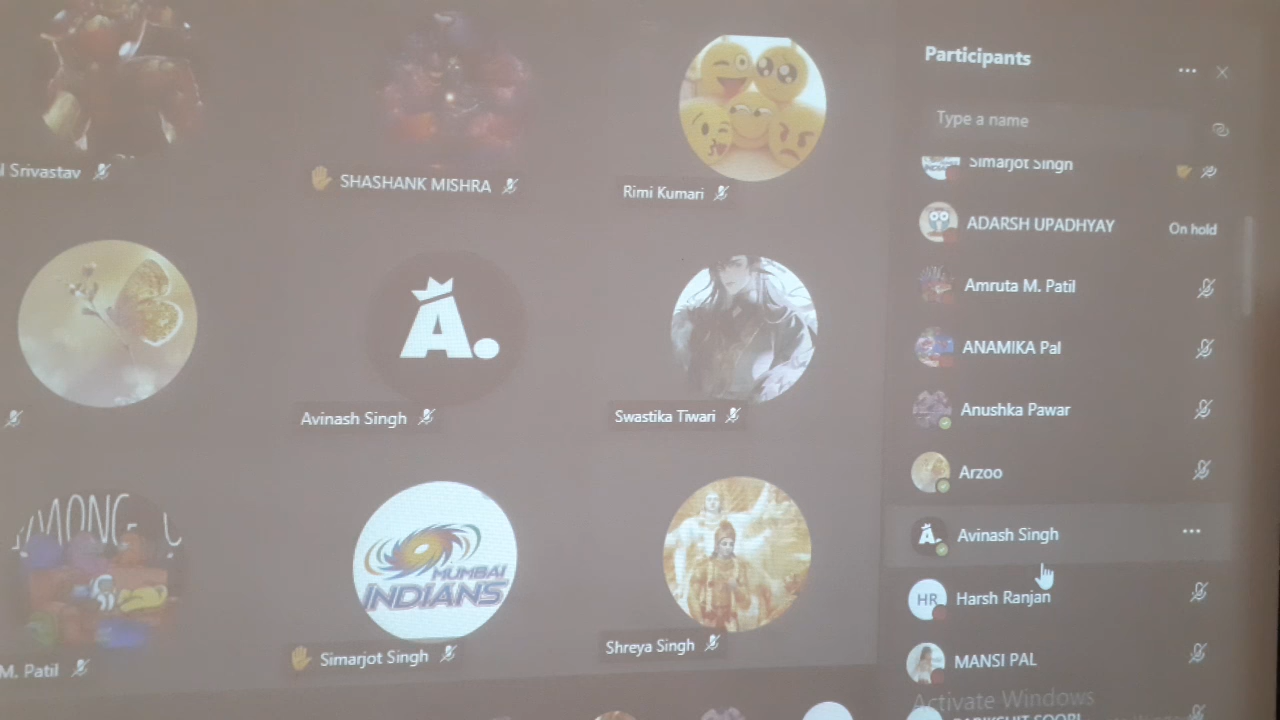 l Srivastav
SHASHANK MISHRA
Rimi Kumari
A.
Avinash Singh
Swastika Tiwari
AMONG U
MUMBAI
INDIANS
M. Patil
Simarjot Singh
Shreya Singh
Participants
Type a name
Simarjot Singh
ADARSH UPADHYAY
On hold
Amruta M. Patil
ANAMIKA Pal
Anushka Pawar
Arzoo
A.
Avinash Singh
HR
Harsh Ranjan
MANSI PAL
Activate Windows